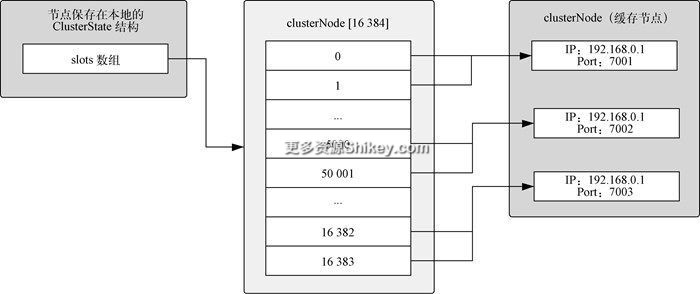 节点保存在本地的
ClusterState 结构
slots 数组
clusterNode [16 384]
0
1
...
50 001
...
16 382
16 383
clusterNode（缓存节点）
IP：192.168.0.1
Port：7001
IP：192.168.0.1
Port：7002
IP：192.168.0.1
Port：7003
更多资源Shikey.com